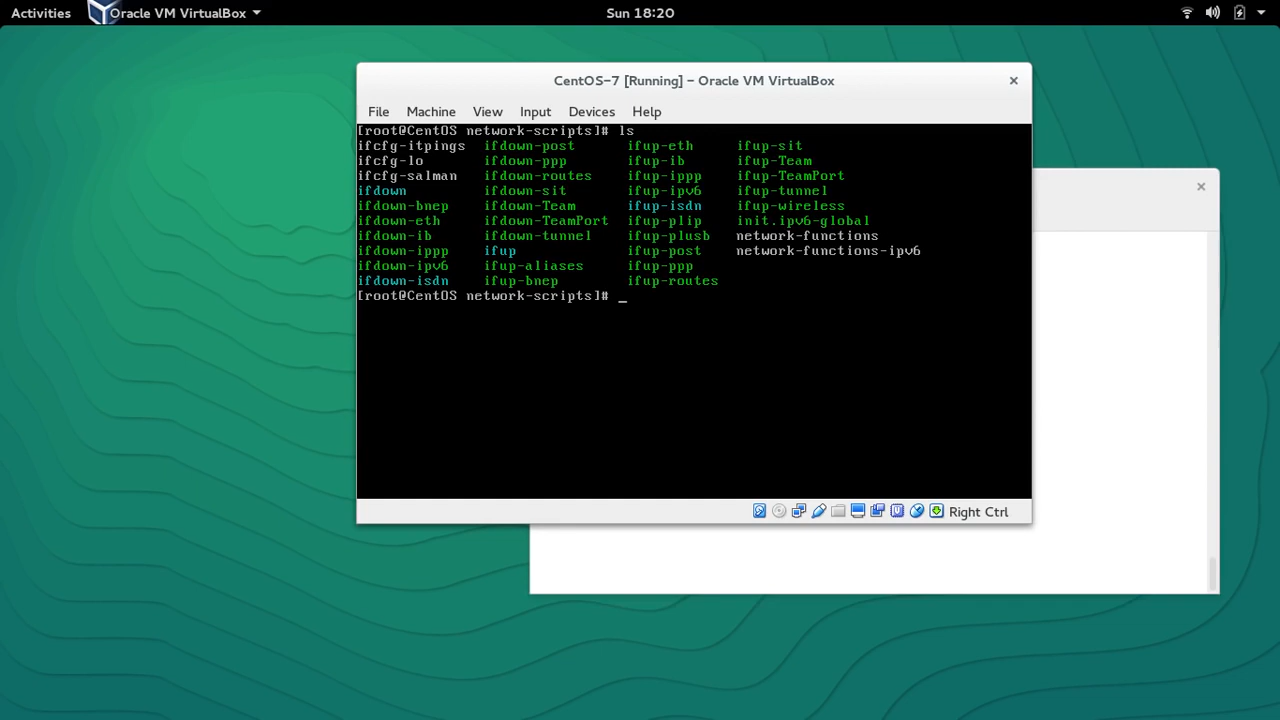 Activities Oracle VM VirtualBox Sun 18:20
CentOS-7 [Running] - Oracle VM VirtualBox
File Machine View Input Devices Help
[root@CentOS network-scripts]# ls
ifcfg-itpings ifdown-post ifup-eth ifup-sit
ifcfg-lo ifdown-ppp ifup-ib ifup-Team
ifcfg-salman ifdown-routes ifup-ippp ifup-TeamPort
ifdown ifdown-sit ifup-ipv6 ifup-tunnel
ifdown-bnep ifdown-Team ifup-isdn ifup-wireless
ifdown-eth ifdown-TeamPort ifup-plip init.ipv6-global
ifdown-ib ifdown-tunnel ifup-plusb network-functions
ifdown-ippp ifup ifup-post network-functions-ipv6
ifdown-ipv6 ifup-aliases ifup-ppp
ifdown-isdn ifup-bnep ifup-routes
[root@CentOS network-scripts]# _
Right Ctrl